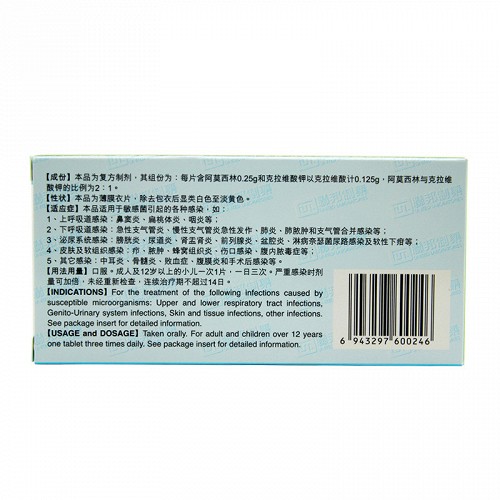 【成份】本品为复方制剂，其组份为：每片含阿莫西林0.25g和克拉维酸钾以克拉维酸计0.125g，阿莫西林与克拉维
酸钾的比例为2：1。
【性状】本品为薄膜衣片，除去包衣后显类白色至淡黄色。
【适应症】本品适用于敏感菌引起的各种感染，如：
1、上呼吸道感染：鼻窦炎、扁桃体炎、咽炎等。
2、下呼吸道感染：急性支气管炎、慢性支气管炎急性发作、肺炎、肺脓肿和支气管合并感染等；
3、泌尿系统感染：膀胱炎、尿道炎、肾盂肾炎、前列腺炎、盆腔炎、淋病奈瑟菌尿路感染及软性下疳等；
4、皮肤及软组织感染：疖、脓肿、蜂窝组织炎、伤口感染、腹内脓毒症等；
5、其它感染：中耳炎、骨髓炎、败血症、腹膜炎和手术后感染等。
【用法用量】口服。成人及12岁以上的小儿一次1片，一日三次。严重感染时剂
量可加倍。未经重新检查，连续治疗期不超过14日。
【INDICATIONS】For the treatment of the following infections caused by
susceptible microorganisms: Upper and lower respiratory tract infections,
Genito-Urinary system infections, Skin and tissue infections, other infections.
See package insert for detailed information.
【USAGE and DOSAGE】Taken orally. For adult and children over 12 years
one tablet three times daily. See package insert for detailed information.
6 943297 600246